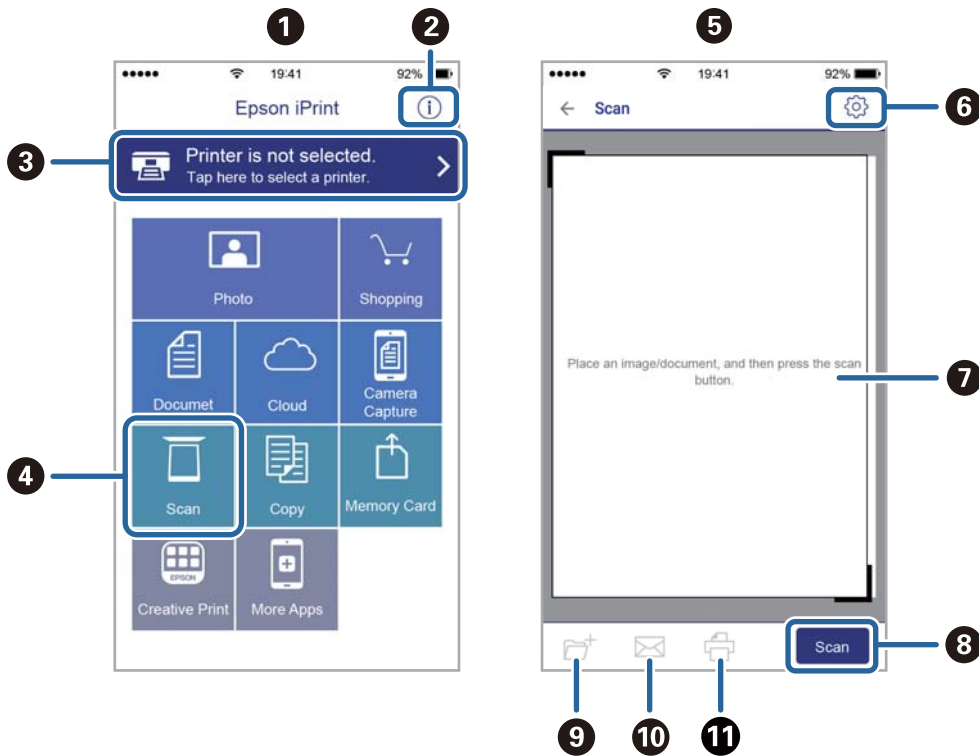 1
2
5
19:41
92%
Epson iPrint
3
Printer is not selected.
Tap here to select a printer.
Photo
Shopping
Documet
Cloud
Camera
Capture
4
Scan
Copy
Memory Card
EPSON
Creative Print
More Apps
19:41
92%
Scan
6
Place an image/document, and then press the scan
button.
7
Scan
8
9
10
11